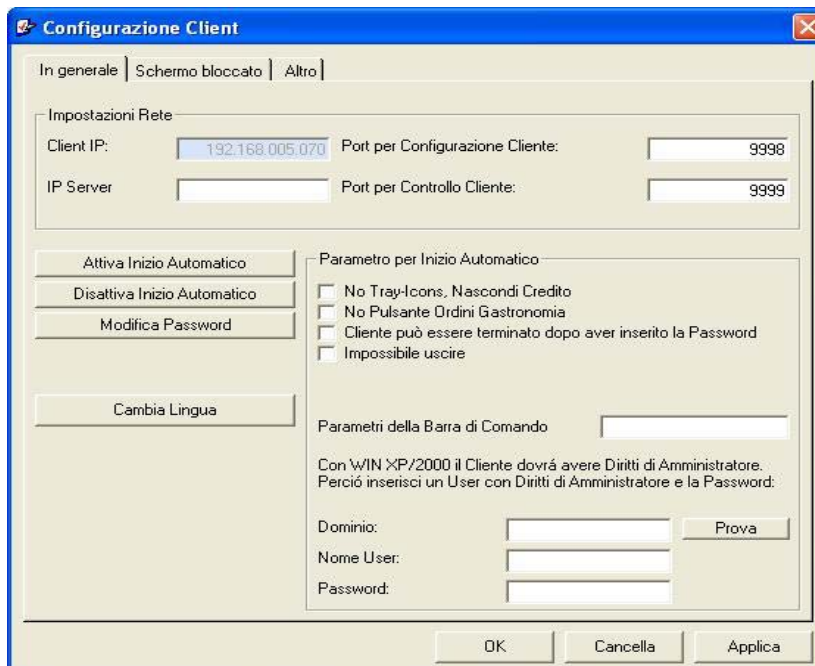 Configurazione Client
In generale Schermo bloccato Altro
Impostazioni Rete
Client IP: 192.168.005.070 Port per Configurazione Cliente: 9998
IP Server Port per Controllo Cliente: 9999
Attiva Inizio Automatico
Disattiva Inizio Automatico
Modifica Password
Cambia Lingua
Parametro per Inizio Automatico
No Tray-Icons, Nascondi Credito
No Pulsante Ordini Gastronomia
Cliente può essere terminato dopo aver inserito la Password
Impossibile uscire
Parametri della Barra di Comando
Con WIN XP/2000 il Cliente dovrá avere Diritti di Amministratore.
Perció inserisci un User con Diritti di Amministratore e la Password:
Dominio: Prova
Nome User:
Password:
OK Cancella Applica